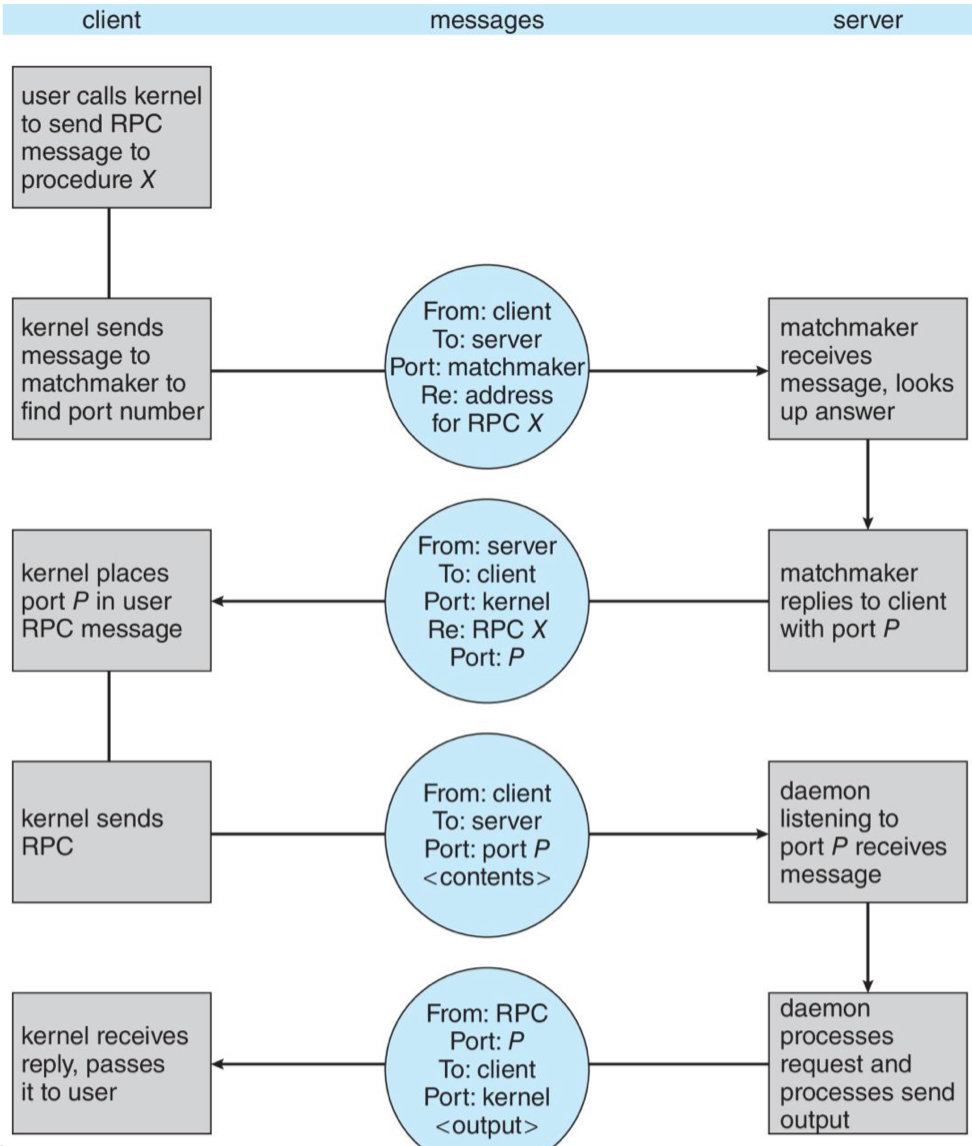 client
messages
server
user calls kernel
to send RPC
message to
procedure X
kernel sends
message to
matchmaker to
find port number
From: client
To: server
Port: matchmaker
Re: address
for RPC X
matchmaker
receives
message, looks
up answer
kernel places
port P in user
RPC message
From: server
To: client
Port: kernel
Re: RPC X
Port: P
matchmaker
replies to client
with port P
kernel sends
RPC
From: client
To: server
Port: port P
<contents>
daemon
listening to
port P receives
message
kernel receives
reply, passes
it to user
From: RPC
Port: P
To: client
Port: kernel
<output>
daemon
processes
request and
processes send
output